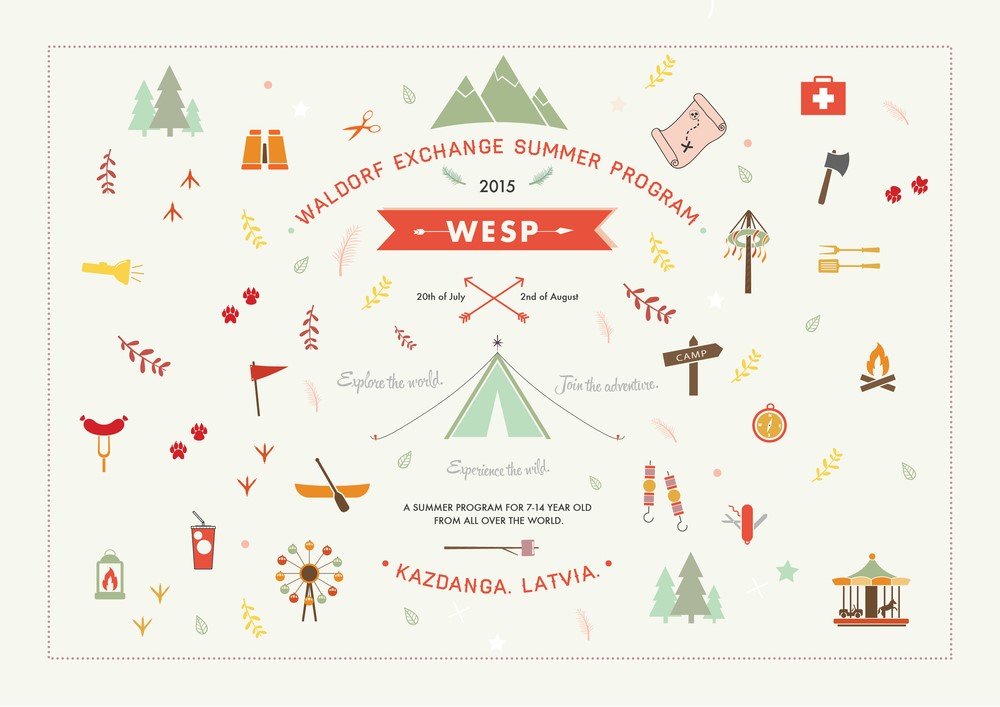 WALDORF EXCHANGE SUMMER PROGRAM
2015
WESP
20th of July
2nd of August
CAMP
Explore the world.
Join the adventure.
Experience the wild.
A SUMMER PROGRAM FOR 7-14 YEAR OLD
FROM ALL OVER THE WORLD.
KAZDANGA. LATVIA.